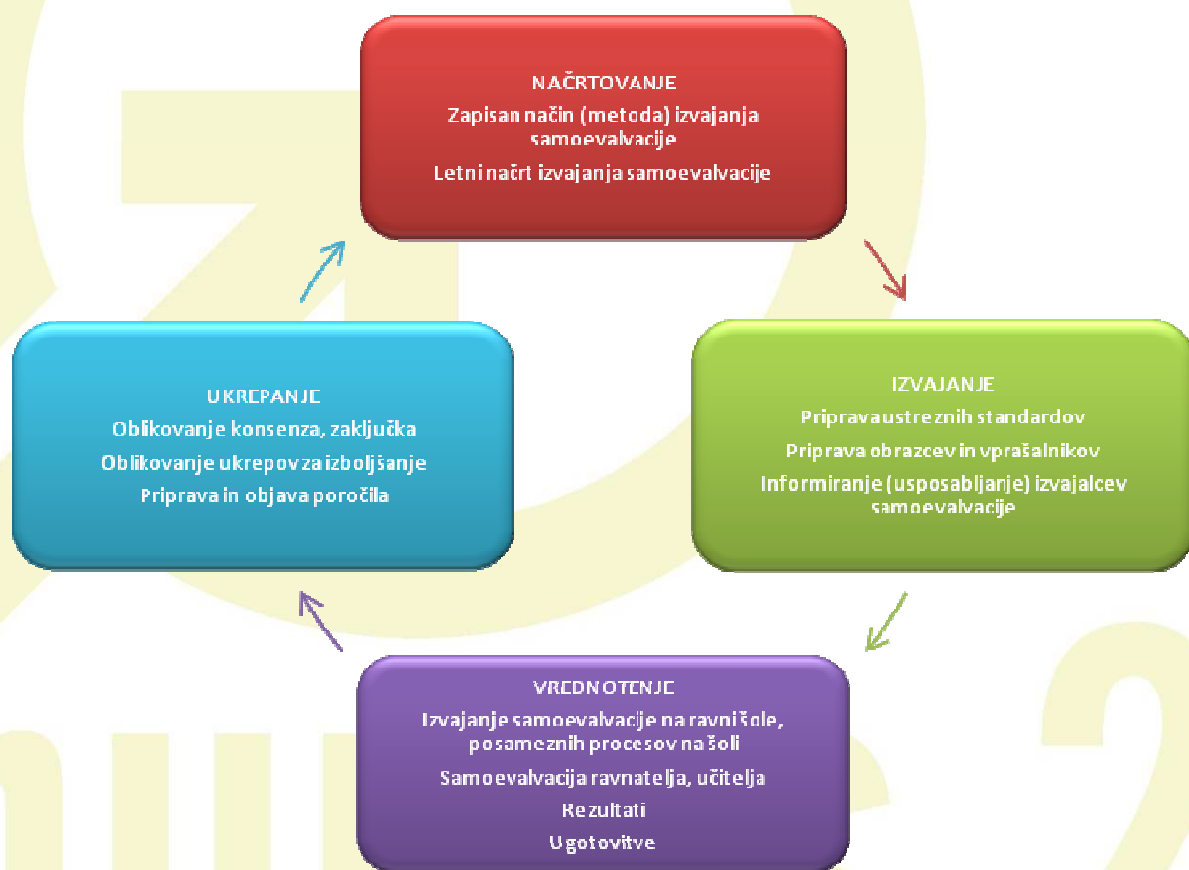 NAČRTOVANJE
Zapisan način (metoda) izvajanja
samoevalvacije
Letni načrt izvajanja samoevalvacije
UKREPANJE
Oblikovanje konsenza, zaključka
Oblikovanje ukrepov za izboljšanje
Priprava in objava poročila
IZVAJANJE
Priprava ustreznih standardov
Priprava obrazcev in vprašalnikov
Informiranje (usposabljanje) izvajalcev
samoevalvacije
VREDNOTENJE
Izvajanje samoevalvacije na ravni šole,
posameznih procesov na šoli
Samoevalvacija ravnatelja, učitelja
Rezultati
Ugotovitve